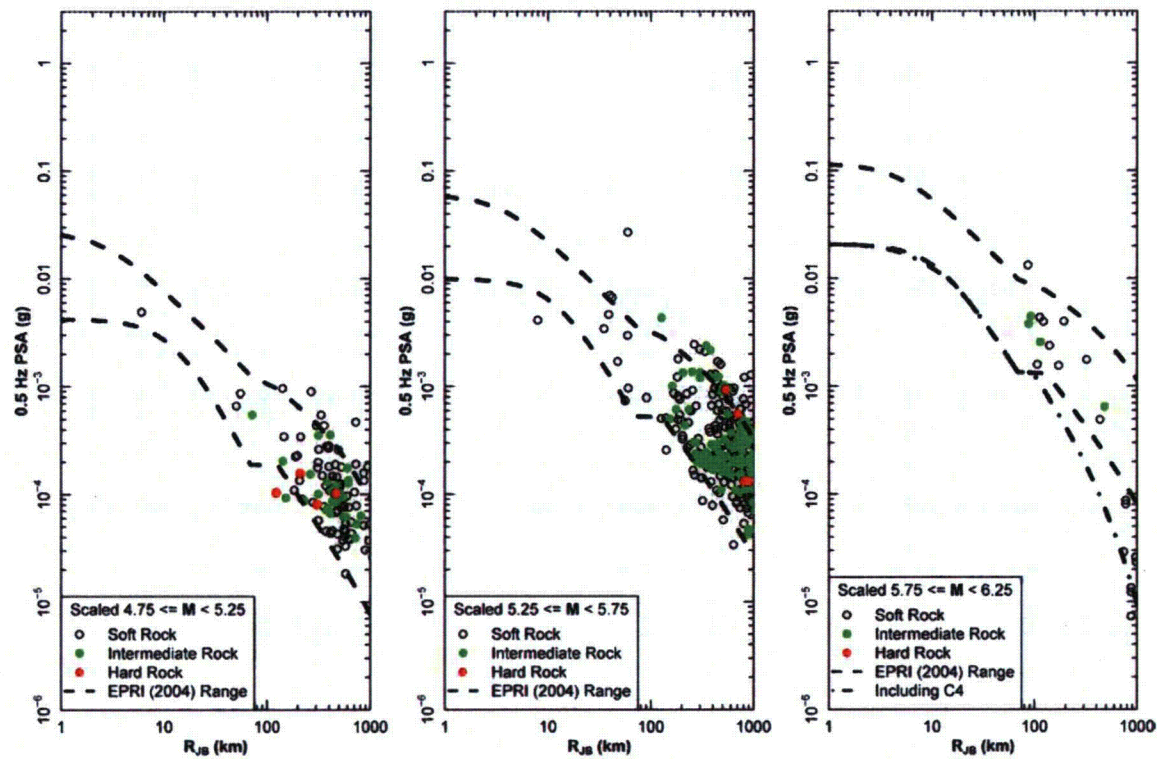 0.5 Hz PSA (g)
1
0.1
0.01
10⁻³
10⁻⁴
10⁻⁵
10⁻⁶
Scaled 4.75 <= M < 5.25
Soft Rock
Intermediate Rock
Hard Rock
EPRI (2004) Range
1
10
100
1000
R_JB (km)
0.5 Hz PSA (g)
1
0.1
0.01
10⁻³
10⁻⁴
10⁻⁵
10⁻⁶
Scaled 5.25 <= M < 5.75
Soft Rock
Intermediate Rock
Hard Rock
EPRI (2004) Range
1
10
100
1000
R_JB (km)
0.5 Hz PSA (g)
1
0.1
0.01
10⁻³
10⁻⁴
10⁻⁵
10⁻⁶
Scaled 5.75 <= M < 6.25
Soft Rock
Intermediate Rock
Hard Rock
EPRI (2004) Range
Including C4
1
10
100
1000
R_JB (km)